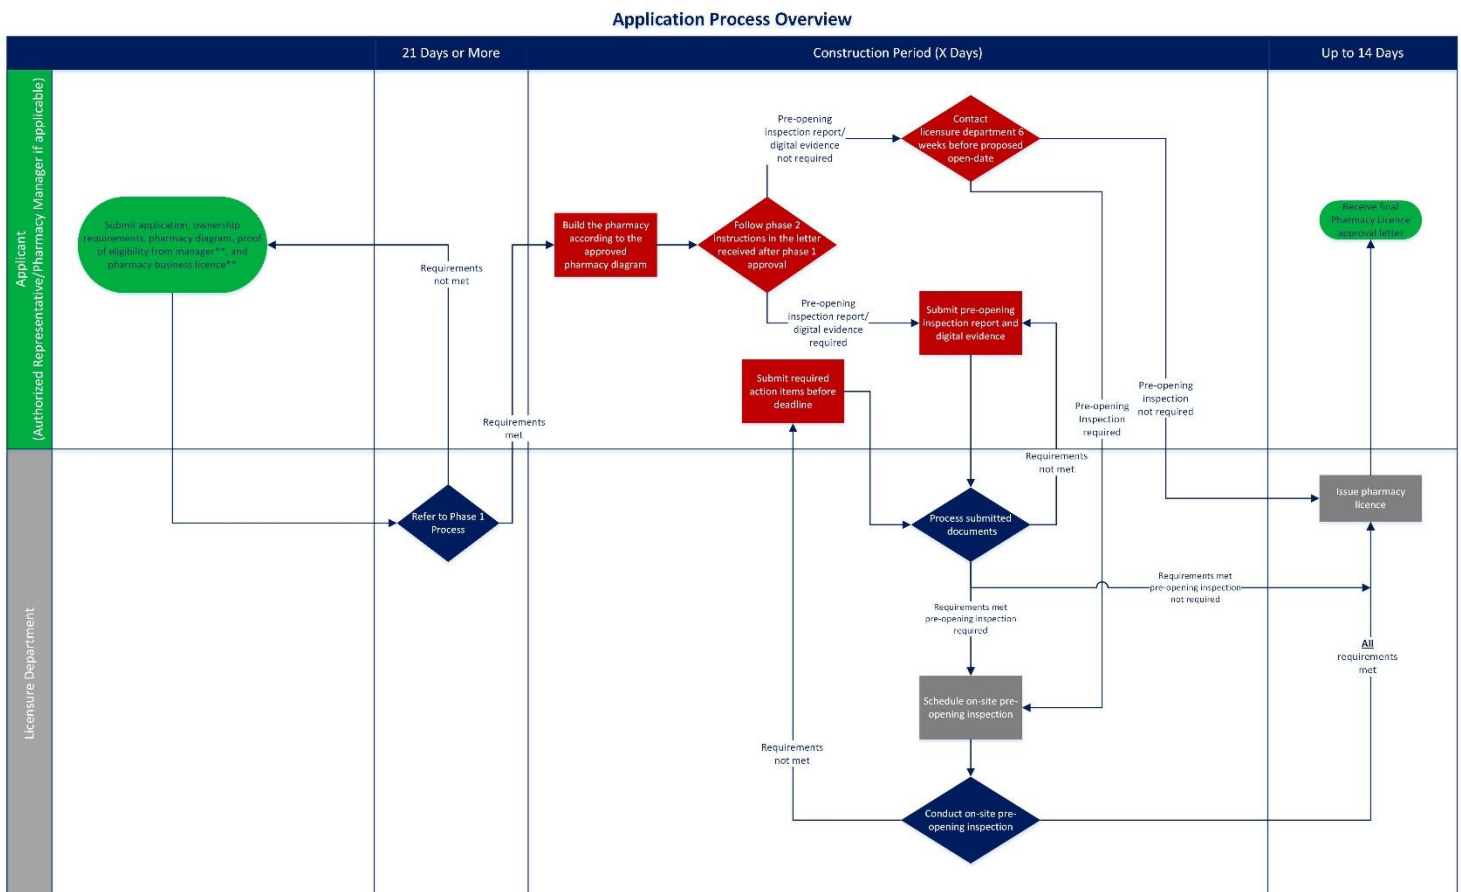 Application Process Overview
21 Days or More
Construction Period (X Days)
Up to 14 Days
Applicant
(Authorized Representative/Pharmacy Manager if applicable)
Submit application, ownership
requirements, pharmacy diagram, proof
of eligibility from manager**, and
pharmacy business licence**
Requirements
not met
Requirements
met
Build the pharmacy
according to the
approved
pharmacy diagram
Follow phase 2
instructions in the letter
received after phase 1
approval
Pre-opening
inspection report/
digital evidence
not required
Contact
licensure department 6
weeks before proposed
open-date
Pre-opening
inspection report/
digital evidence
required
Submit pre-opening
inspection report and
digital evidence
Submit required
action items before
deadline
Pre-opening
Inspection
required
Pre-opening
inspection
not required
Receive final
Pharmacy Licence
approval letter
Licensure Department
Refer to Phase 1
Process
Requirements
not met
Process submitted
documents
Issue pharmacy
licence
Requirements met
pre-opening inspection
not required
Requirements met
pre-opening inspection
required
All
requirements
met
Schedule on-site pre-
opening inspection
Requirements
not met
Conduct on-site pre-
opening inspection